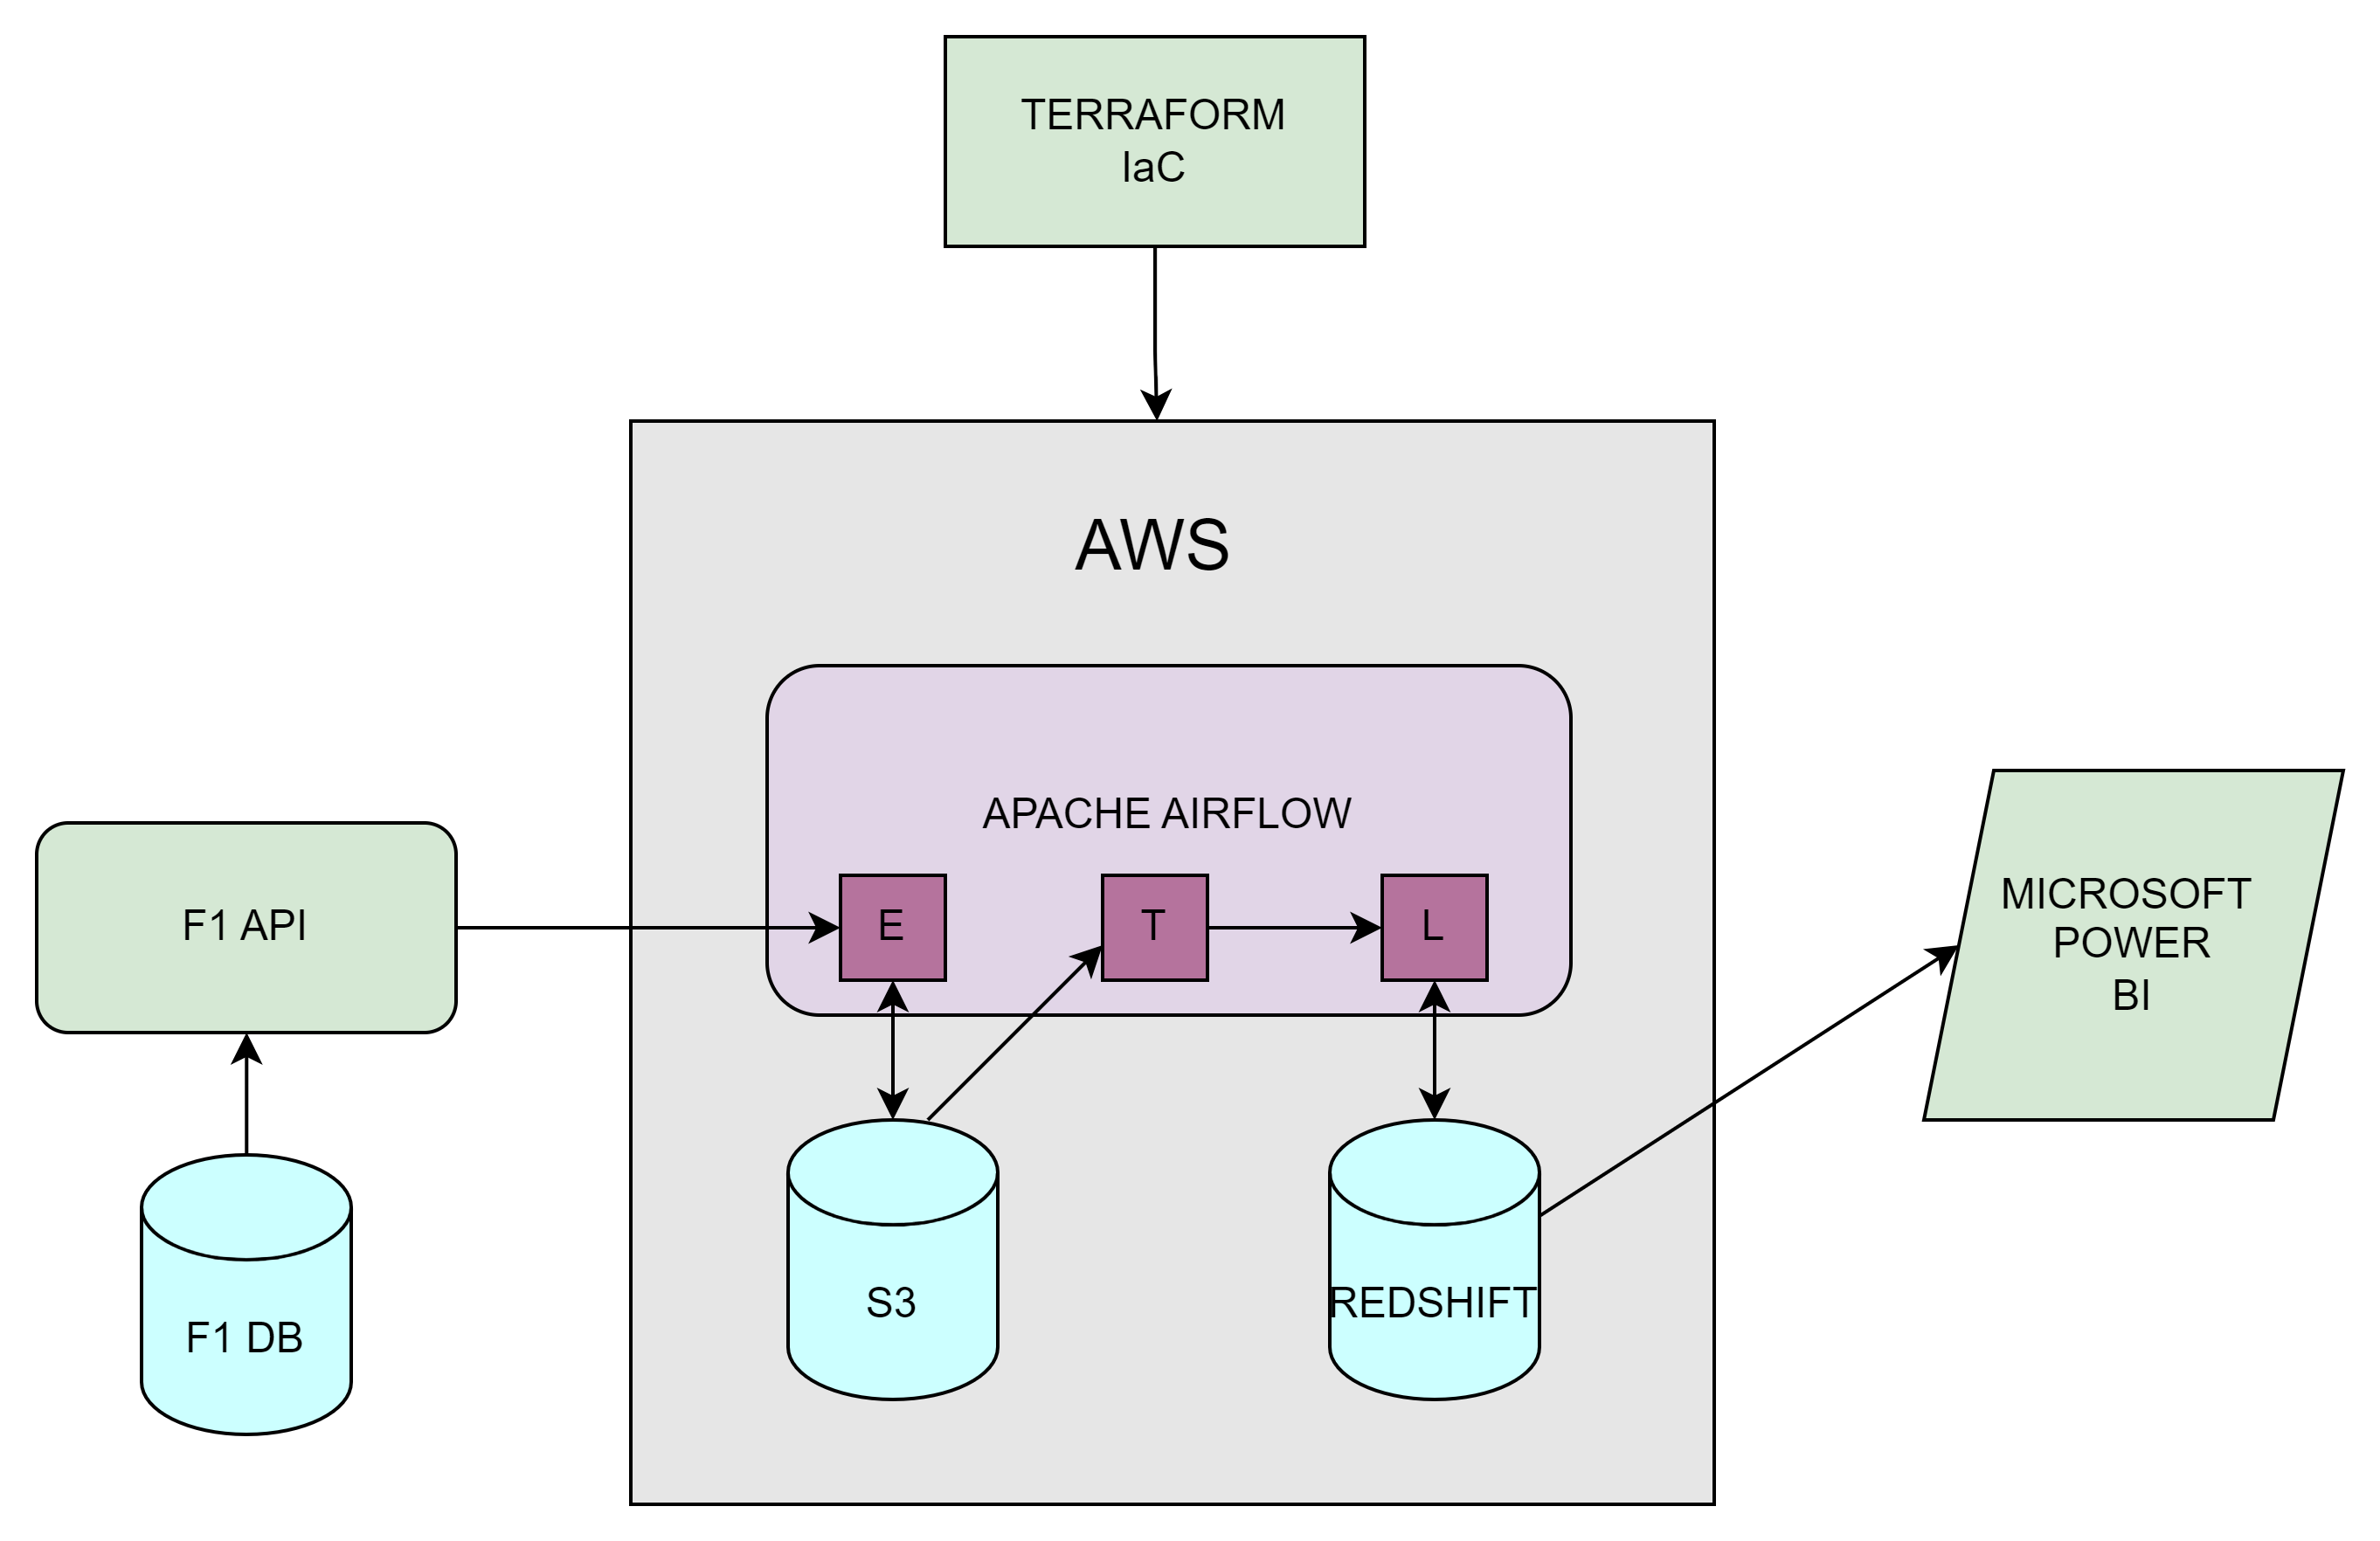 TERRAFORM
IaC
AWS
APACHE AIRFLOW
E
T
L
F1 API
MICROSOFT
POWER
BI
S3
REDSHIFT
F1 DB